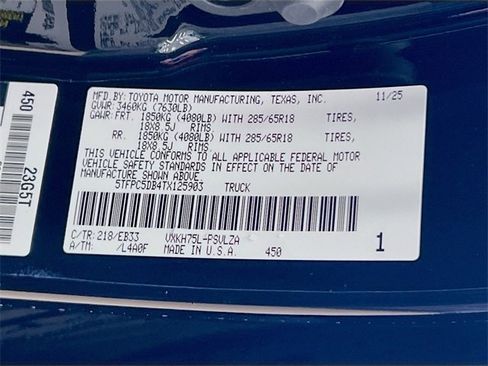 MFD.BY:TOYOTA MOTOR MANUFACTURING, TEXAS, INC. 11/25
GVWR:3460KG(7630LB)
GAWR:FRT. 1850KG(4080LB)WITH 285/65R18 TIRES,
18X8.5J RIMS,
RR. 1850KG(4080LB)WITH 285/65R18 TIRES,
18X8.5J RIMS,
THIS VEHICLE CONFORMS TO ALL APPLICABLE FEDERAL MOTOR
VEHICLE SAFETY STANDARDS IN EFFECT ON THE DATE OF
MANUFACTURE SHOWN ABOVE.
5TFPC5DB4TX125903 TRUCK
C/TR:218/EB33 VXKH75L-PSVLZA
A/TM: /L4A0F MADE IN U.S.A. 450 1
450
23G5T